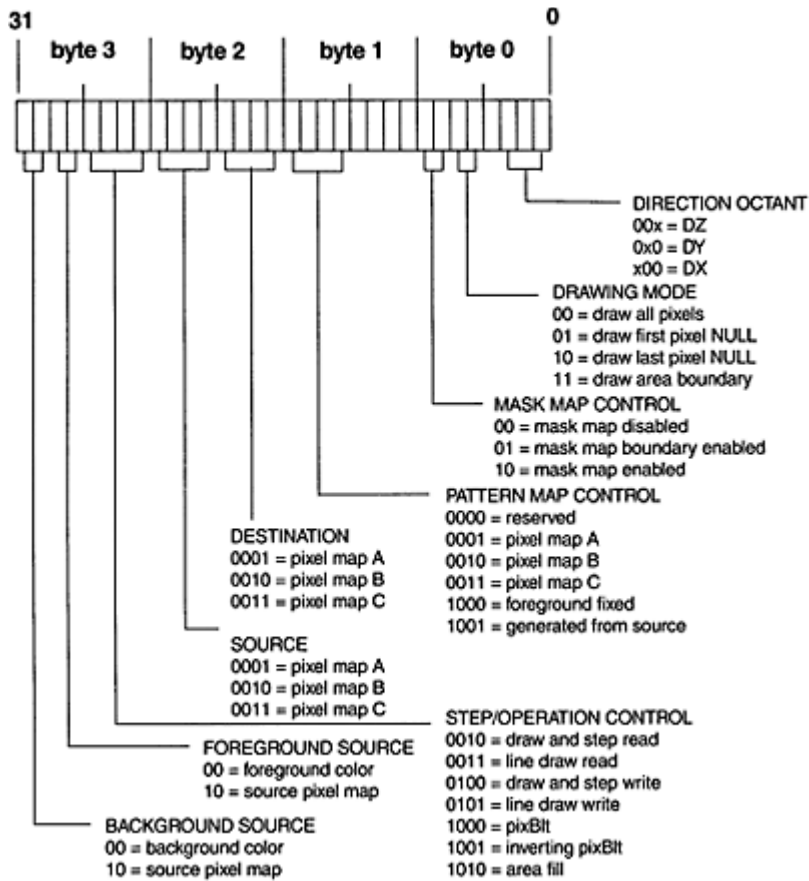 31 0
byte 3 byte 2 byte 1 byte 0
DIRECTION OCTANT
00x = DZ
0x0 = DY
x00 = DX
DRAWING MODE
00 = draw all pixels
01 = draw first pixel NULL
10 = draw last pixel NULL
11 = draw area boundary
MASK MAP CONTROL
00 = mask map disabled
01 = mask map boundary enabled
10 = mask map enabled
PATTERN MAP CONTROL
0000 = reserved
0001 = pixel map A
0010 = pixel map B
0011 = pixel map C
1000 = foreground fixed
1001 = generated from source
DESTINATION
0001 = pixel map A
0010 = pixel map B
0011 = pixel map C
SOURCE
0001 = pixel map A
0010 = pixel map B
0011 = pixel map C
STEP/OPERATION CONTROL
0010 = draw and step read
0011 = line draw read
0100 = draw and step write
0101 = line draw write
1000 = pixBlt
1001 = inverting pixBlt
1010 = area fill
FOREGROUND SOURCE
00 = foreground color
10 = source pixel map
BACKGROUND SOURCE
00 = background color
10 = source pixel map